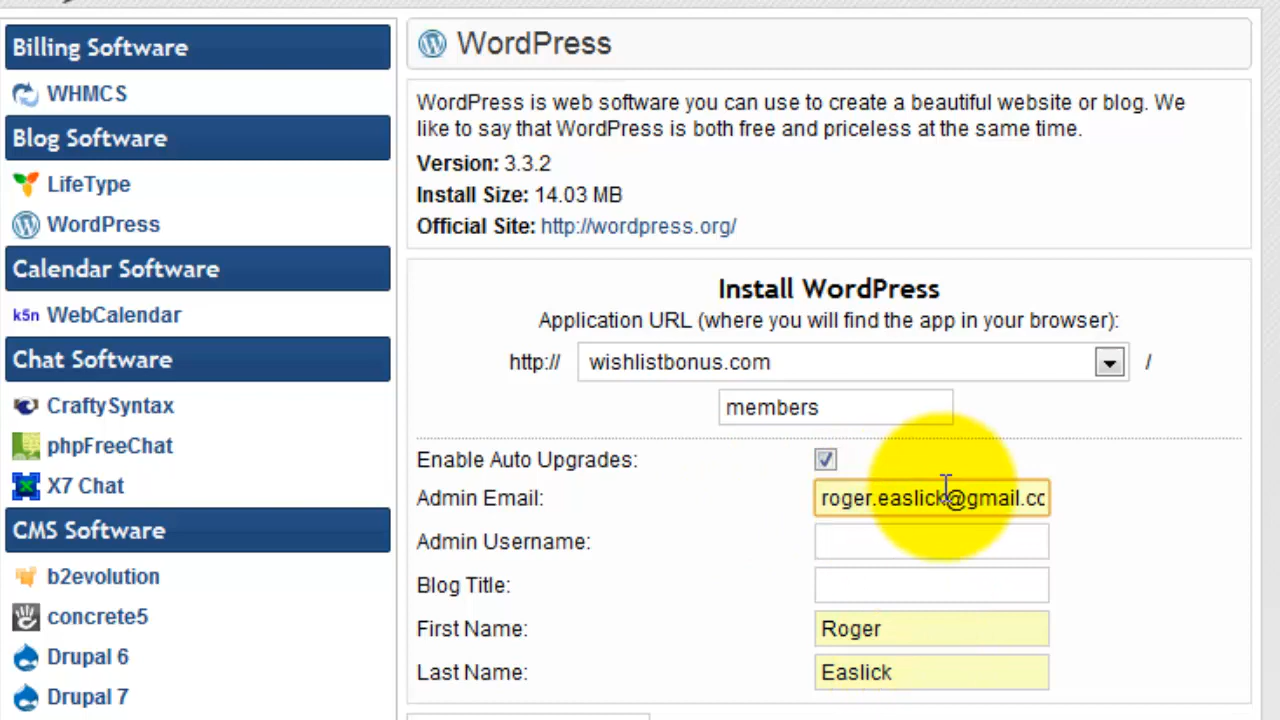 Billing Software
WHMCS
Blog Software
LifeType
WordPress
Calendar Software
k5n WebCalendar
Chat Software
CraftySyntax
phpFreeChat
X7 Chat
CMS Software
b2evolution
concrete5
Drupal 6
Drupal 7
WordPress
WordPress is web software you can use to create a beautiful website or blog. We
like to say that WordPress is both free and priceless at the same time.
Version: 3.3.2
Install Size: 14.03 MB
Official Site: http://wordpress.org/
Install WordPress
Application URL (where you will find the app in your browser):
http:// wishlistbonus.com /
members
Enable Auto Upgrades:
Admin Email: roger.easlick@gmail.cc
Admin Username:
Blog Title:
First Name: Roger
Last Name: Easlick